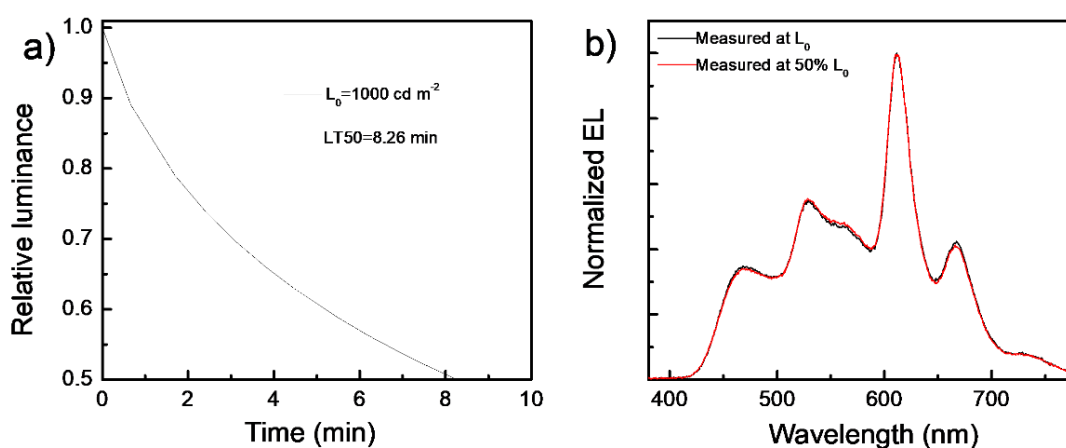 a)
L₀=1000 cd m⁻²
LT50=8.26 min
Relative luminance
1.0
0.9
0.8
0.7
0.6
0.5
0 2 4 6 8 10
Time (min)
b)
Measured at L₀
Measured at 50% L₀
Normalized EL
400 500 600 700
Wavelength (nm)